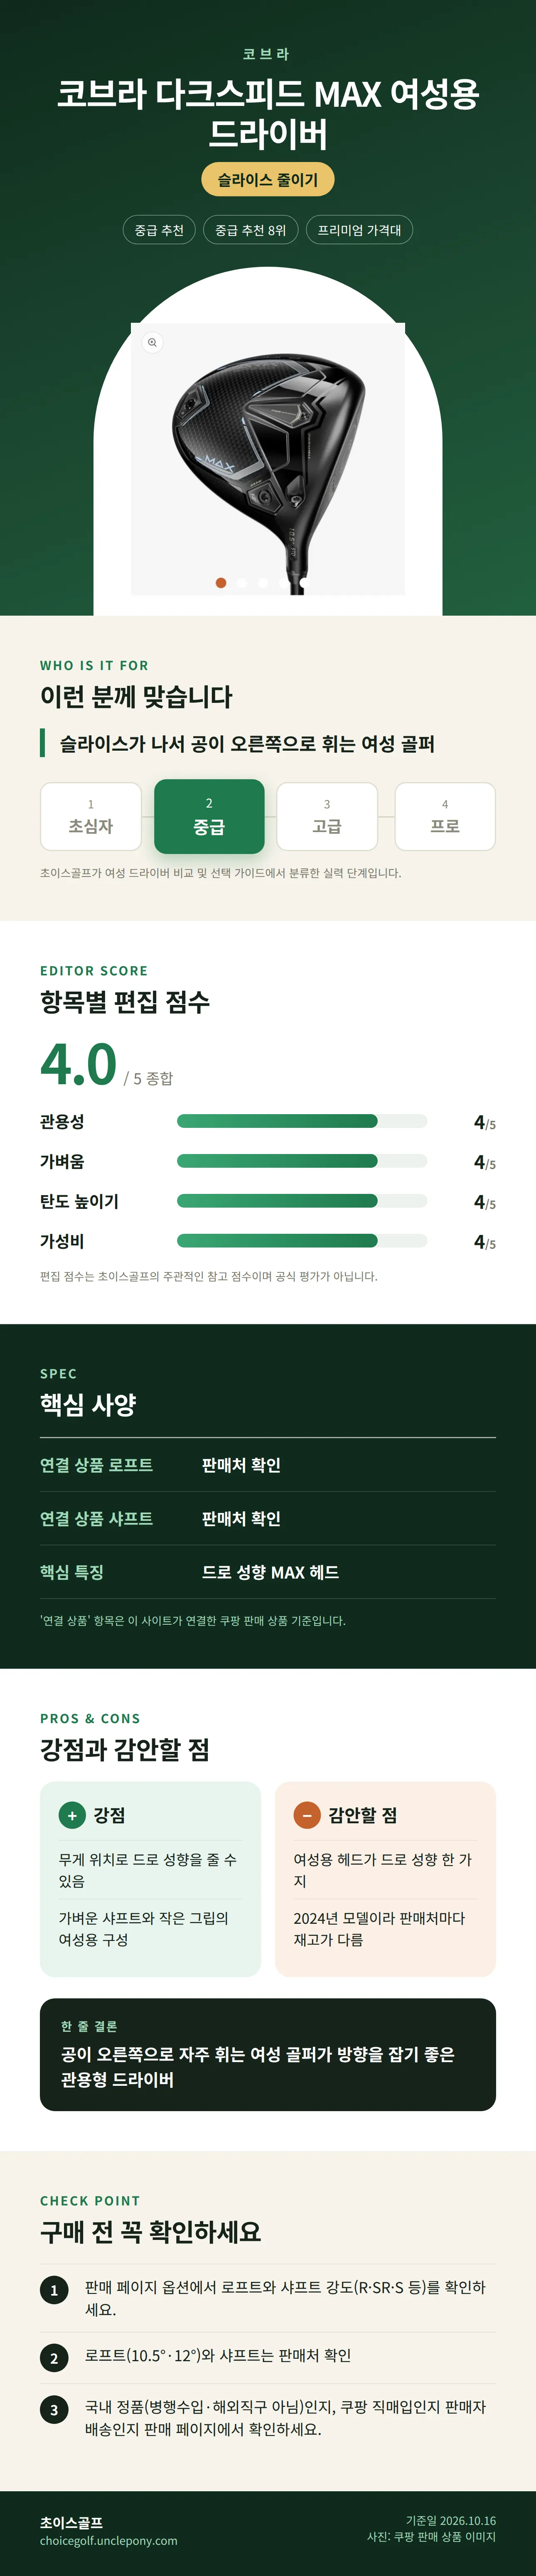 코브라
코브라 다크스피드 MAX 여성용
드라이버
슬라이스 줄이기
중급 추천
중급 추천 8위
프리미엄 가격대
MAX
WHO IS IT FOR
이런 분께 맞습니다
슬라이스가 나서 공이 오른쪽으로 휘는 여성 골퍼
1
초심자
2
중급
3
고급
4
프로
초이스골프가 여성 드라이버 비교 및 선택 가이드에서 분류한 실력 단계입니다.
EDITOR SCORE
항목별 편집 점수
4.0 / 5 종합
관용성 4/5
가벼움 4/5
탄도 높이기 4/5
가성비 4/5
편집 점수는 초이스골프의 주관적인 참고 점수이며 공식 평가가 아닙니다.
SPEC
핵심 사양
연결 상품 로프트 판매처 확인
연결 상품 샤프트 판매처 확인
핵심 특징 드로 성향 MAX 헤드
'연결 상품' 항목은 이 사이트가 연결한 쿠팡 판매 상품 기준입니다.
PROS & CONS
강점과 감안할 점
+ 강점
무게 위치로 드로 성향을 줄 수
있음
가벼운 샤프트와 작은 그립의
여성용 구성
− 감안할 점
여성용 헤드가 드로 성향 한 가
지
2024년 모델이라 판매처마다
재고가 다름
한 줄 결론
공이 오른쪽으로 자주 휘는 여성 골퍼가 방향을 잡기 좋은
관용형 드라이버
CHECK POINT
구매 전 꼭 확인하세요
1 판매 페이지 옵션에서 로프트와 샤프트 강도(R·SR·S 등)를 확인하
세요.
2 로프트(10.5°·12°)와 샤프트는 판매처 확인
3 국내 정품(병행수입·해외직구 아님)인지, 쿠팡 직매입인지 판매자
배송인지 판매 페이지에서 확인하세요.
초이스골프
choicegolf.unclepony.com
기준일 2026.10.16
사진: 쿠팡 판매 상품 이미지